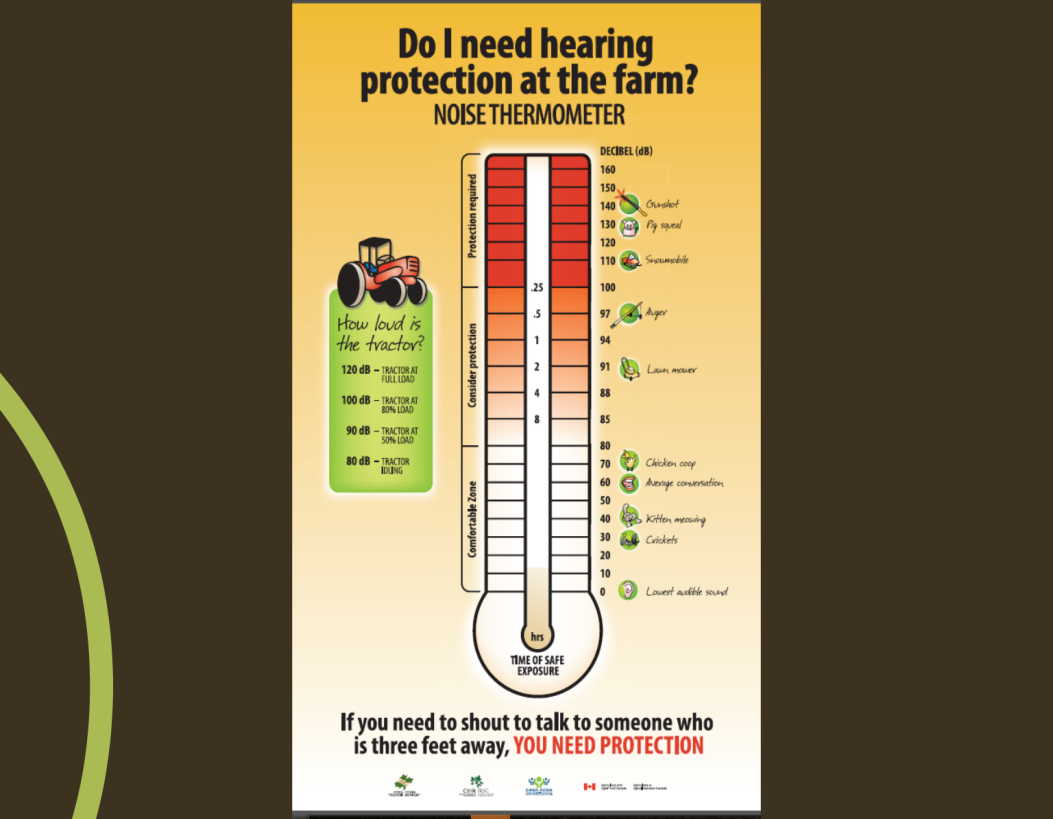 Do I need hearing
protection at the farm?
NOISE THERMOMETER
DECIBEL (dB)
Protection required
160
150
140 Gunshot
130 Pig squeal
120
110 Snowmobile
.25 100
Consider protection
.5 97 Auger
1 94
2 91 Lawn mower
4 88
8 85
80
Comfortable Zone
70 Chicken coop
60 Average conversation
50
40 Kitten meowing
30 Crickets
20
10
0 Lowest audible sound
hrs
TIME OF SAFE
EXPOSURE
How loud is
the tractor?
120 dB – TRACTOR AT
FULL LOAD
100 dB – TRACTOR AT
80% LOAD
90 dB – TRACTOR AT
50% LOAD
80 dB – TRACTOR
IDLING
If you need to shout to talk to someone who
is three feet away, YOU NEED PROTECTION